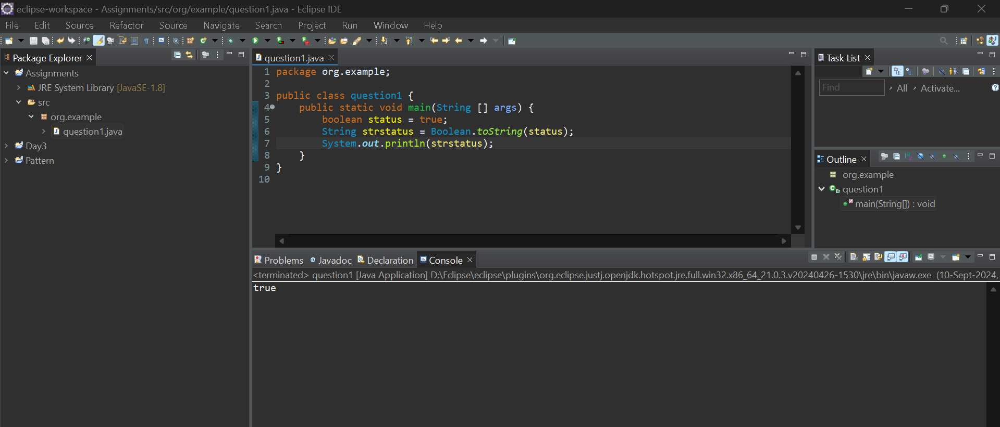 eclipse-workspace - Assignments/src/org/example/question1.java - Eclipse IDE
File Edit Source Refactor Source Navigate Search Project Run Window Help
Package Explorer
Assignments
JRE System Library [JavaSE-1.8]
src
org.example
question1.java
Day3
Pattern
question1.java
1 package org.example;
2
3 public class question1 {
4 public static void main(String [] args) {
5 boolean status = true;
6 String strstatus = Boolean.toString(status);
7 System.out.println(strstatus);
8 }
9 }
10
Task List
Find All Activate...
Outline
org.example
question1
main(String[]) : void
Problems Javadoc Declaration Console
<terminated> question1 [Java Application] D:\Eclipse\eclipse\plugins\org.eclipse.justj.openjdk.hotspot.jre.full.win32.x86_64_21.0.3.v20240426-1530\jre\bin\javaw.exe (10-Sept-2024,
true